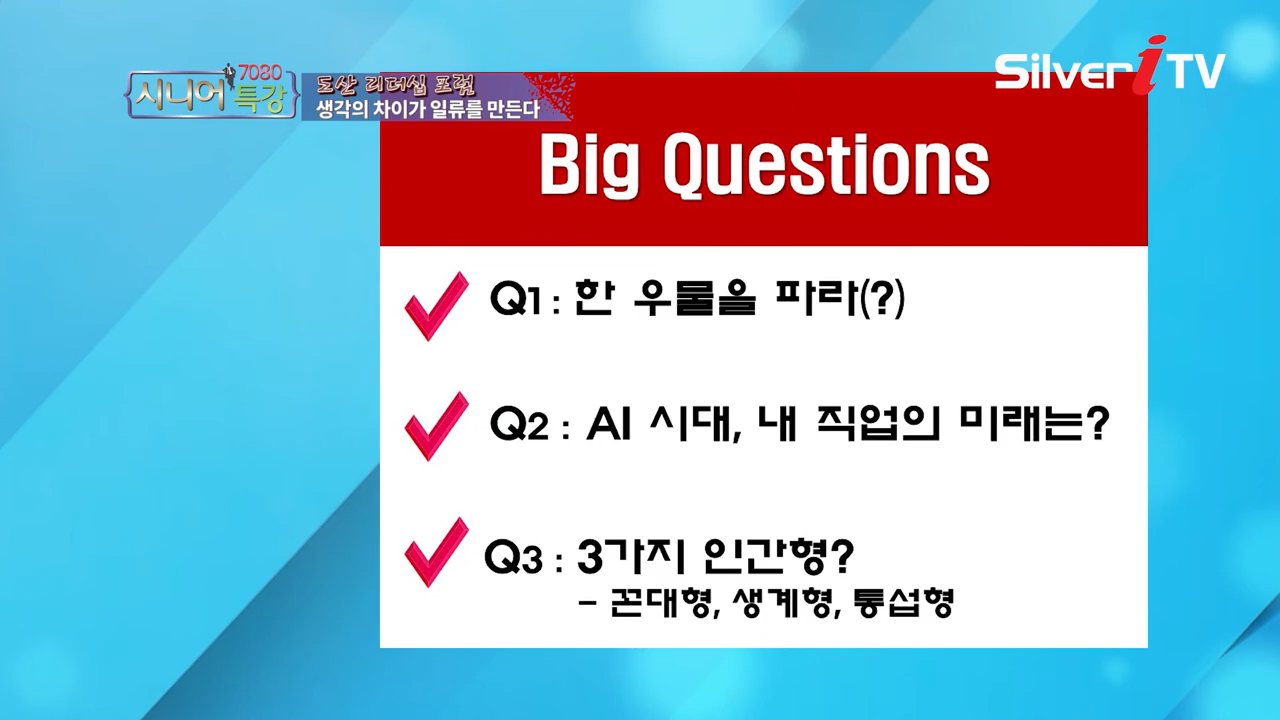 시니어 7080 특강
도산 리더십 포럼
생각의 차이가 일류를 만든다
Silver i TV
Big Questions
Q1 : 한 우물을 파라(?)
Q2 : AI 시대, 내 직업의 미래는?
Q3 : 3가지 인간형?
– 꼰대형, 생계형, 통섭형